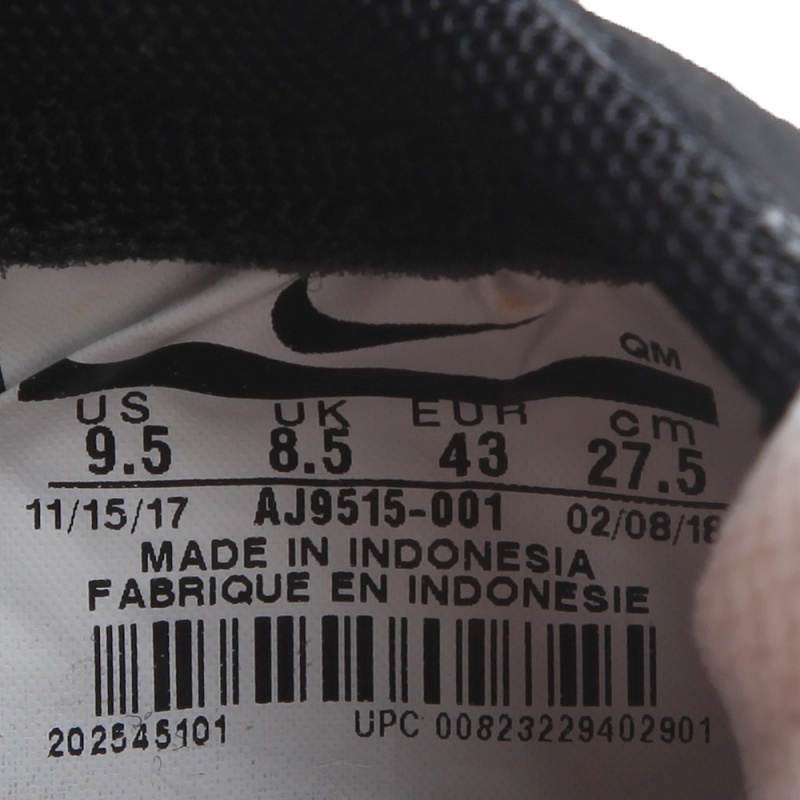 QM
US UK EUR cm
9.5 8.5 43 27.5
11/15/17 AJ9515-001 02/08/18
MADE IN INDONESIA
FABRIQUE EN INDONESIE
202545101 UPC 00823229402901